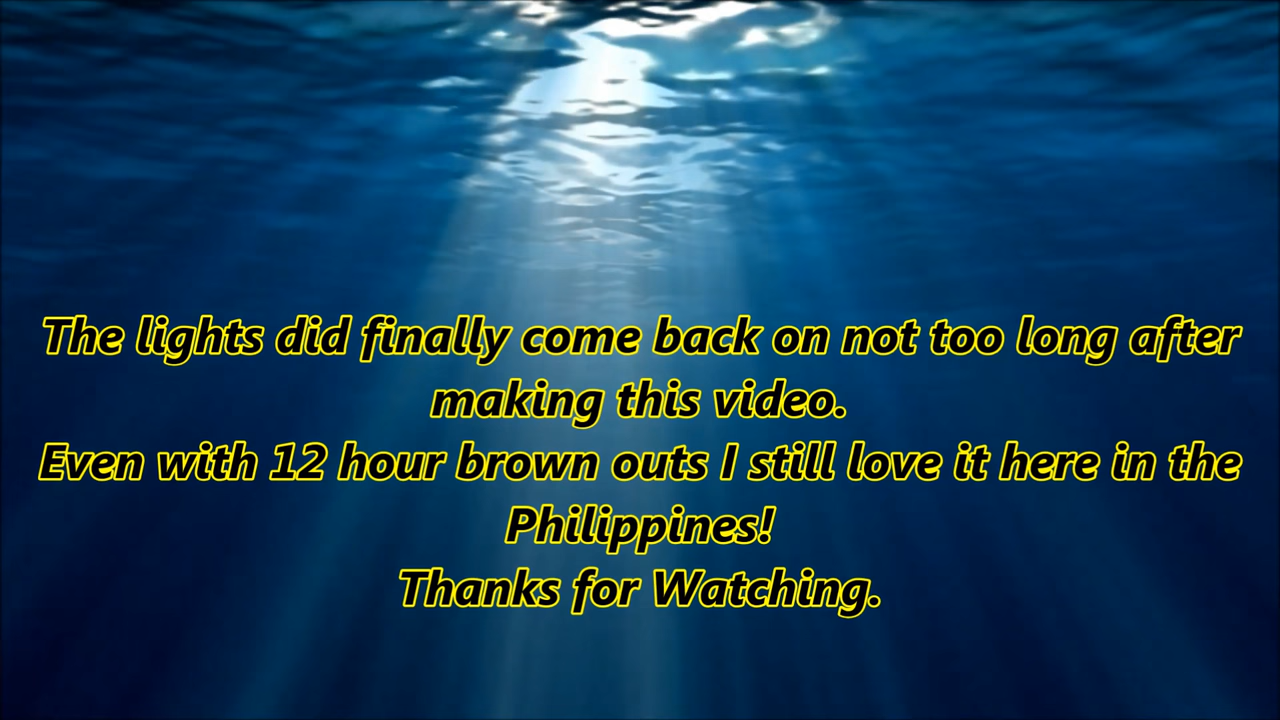 The lights did finally come back on not too long after
making this video.
Even with 12 hour brown outs I still love it here in the
Philippines!
Thanks for Watching.